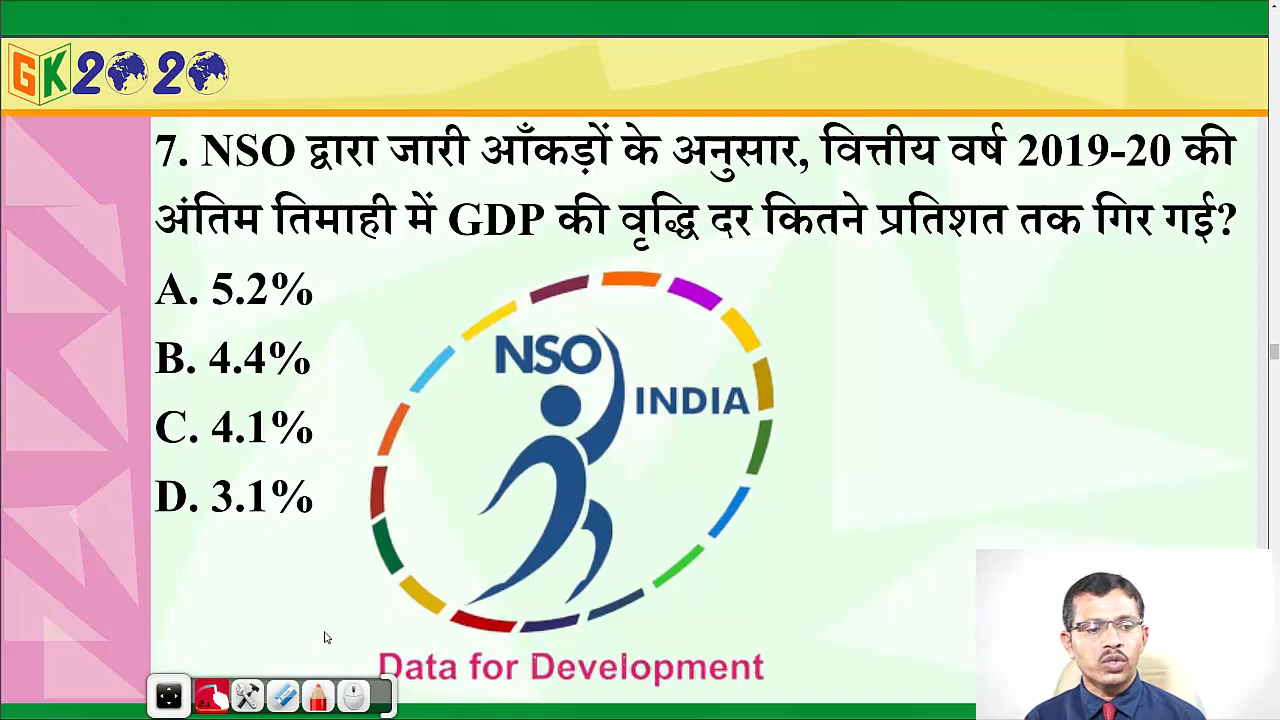 GK2020
7. NSO द्वारा जारी आँकड़ों के अनुसार, वित्तीय वर्ष 2019-20 की
अंतिम तिमाही में GDP की वृद्धि दर कितने प्रतिशत तक गिर गई?
A. 5.2%
B. 4.4%
C. 4.1%
D. 3.1%
NSO
INDIA
Data for Development